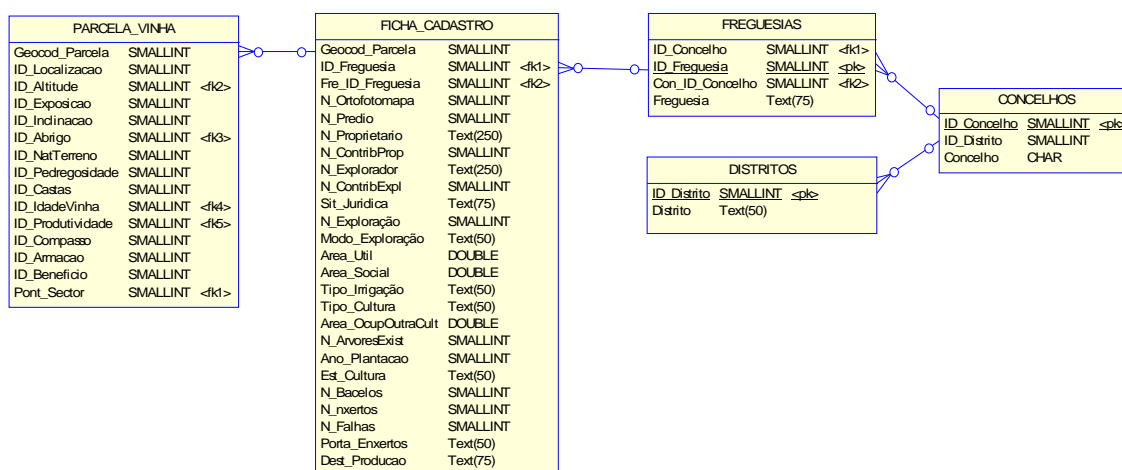 PARCELA_VINHA
Geocod_Parcela SMALLINT
ID_Localizacao SMALLINT
ID_Altitude SMALLINT <fk2>
ID_Exposicao SMALLINT
ID_Inclinacao SMALLINT
ID_Abrigo SMALLINT <fk3>
ID_NatTerreno SMALLINT
ID_Pedregosidade SMALLINT
ID_Castas SMALLINT
ID_IdadeVinha SMALLINT <fk4>
ID_Produtividade SMALLINT <fk5>
ID_Compasso SMALLINT
ID_Armacao SMALLINT
ID_Beneficio SMALLINT
Pont_Sector SMALLINT <fk1>
FICHA_CADASTRO
Geocod_Parcela SMALLINT
ID_Freguesia SMALLINT <fk1>
Fre_ID_Freguesia SMALLINT <fk2>
N_Ortofotomapa SMALLINT
N_Predio SMALLINT
N_Proprietario Text(250)
N_ContribProp SMALLINT
N_Explorador Text(250)
N_ContribExpl SMALLINT
Sit_Juridica Text(75)
N_Exploração SMALLINT
Modo_Exploração Text(50)
Area_Util DOUBLE
Area_Social DOUBLE
Tipo_Irrigação Text(50)
Tipo_Cultura Text(50)
Area_OcupOutraCult DOUBLE
N_ArvoresExist SMALLINT
Ano_Plantacao SMALLINT
Est_Cultura Text(50)
N_Bacelos SMALLINT
N_nxertos SMALLINT
N_Falhas SMALLINT
Porta_Enxertos Text(50)
Dest_Producao Text(75)
FREGUESIAS
ID_Concelho SMALLINT <fk1>
ID_Freguesia SMALLINT <pk>
Con_ID_Concelho SMALLINT <fk2>
Freguesia Text(75)
DISTRITOS
ID_Distrito SMALLINT <pk>
Distrito Text(50)
CONCELHOS
ID_Concelho SMALLINT <pk>
ID_Distrito SMALLINT
Concelho CHAR